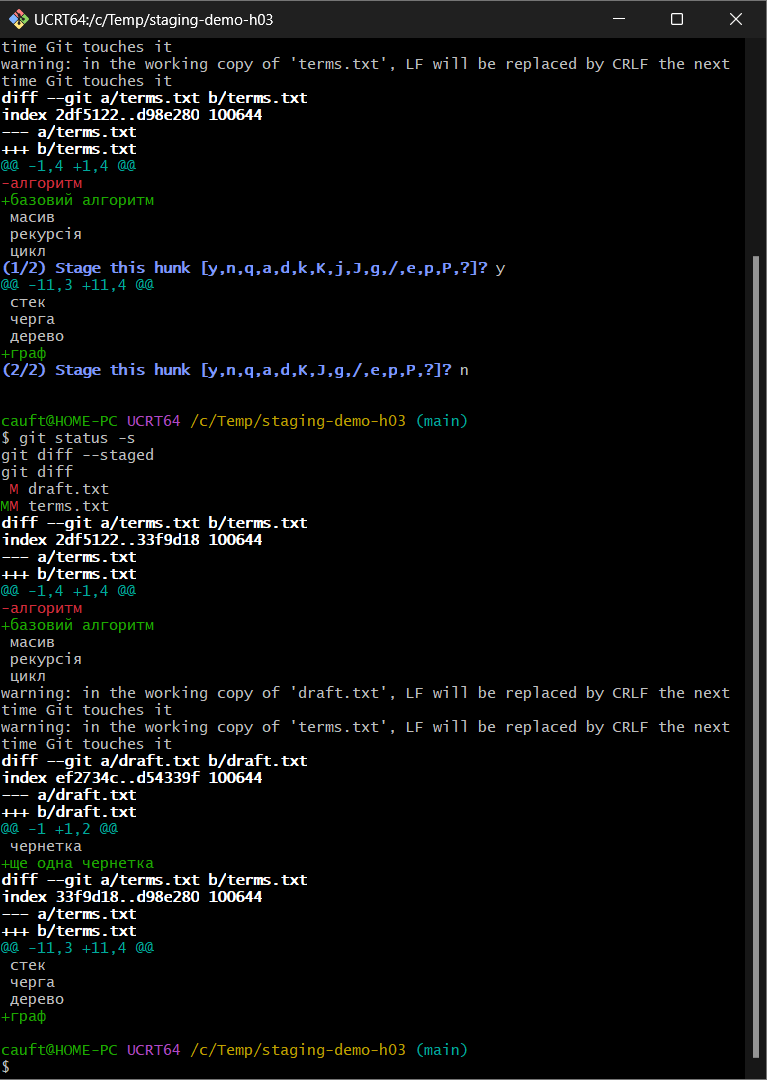 UCRT64:/c/Temp/staging-demo-h03
time Git touches it
warning: in the working copy of 'terms.txt', LF will be replaced by CRLF the next
time Git touches it
diff --git a/terms.txt b/terms.txt
index 2df5122..d98e280 100644
--- a/terms.txt
+++ b/terms.txt
@@ -1,4 +1,4 @@
-алгоритм
+базовий алгоритм
 масив
 рекурсія
 цикл
(1/2) Stage this hunk [y,n,q,a,d,k,K,j,J,g,/,e,p,P,?]? y
@@ -11,3 +11,4 @@
 стек
 черга
 дерево
+граф
(2/2) Stage this hunk [y,n,q,a,d,K,J,g,/,e,p,P,?]? n
cauft@HOME-PC UCRT64 /c/Temp/staging-demo-h03 (main)
$ git status -s
git diff --staged
git diff
 M draft.txt
MM terms.txt
diff --git a/terms.txt b/terms.txt
index 2df5122..33f9d18 100644
--- a/terms.txt
+++ b/terms.txt
@@ -1,4 +1,4 @@
-алгоритм
+базовий алгоритм
 масив
 рекурсія
 цикл
warning: in the working copy of 'draft.txt', LF will be replaced by CRLF the next
time Git touches it
warning: in the working copy of 'terms.txt', LF will be replaced by CRLF the next
time Git touches it
diff --git a/draft.txt b/draft.txt
index ef2734c..d54339f 100644
--- a/draft.txt
+++ b/draft.txt
@@ -1 +1,2 @@
 чернетка
+ще одна чернетка
diff --git a/terms.txt b/terms.txt
index 33f9d18..d98e280 100644
--- a/terms.txt
+++ b/terms.txt
@@ -11,3 +11,4 @@
 стек
 черга
 дерево
+граф
cauft@HOME-PC UCRT64 /c/Temp/staging-demo-h03 (main)
$